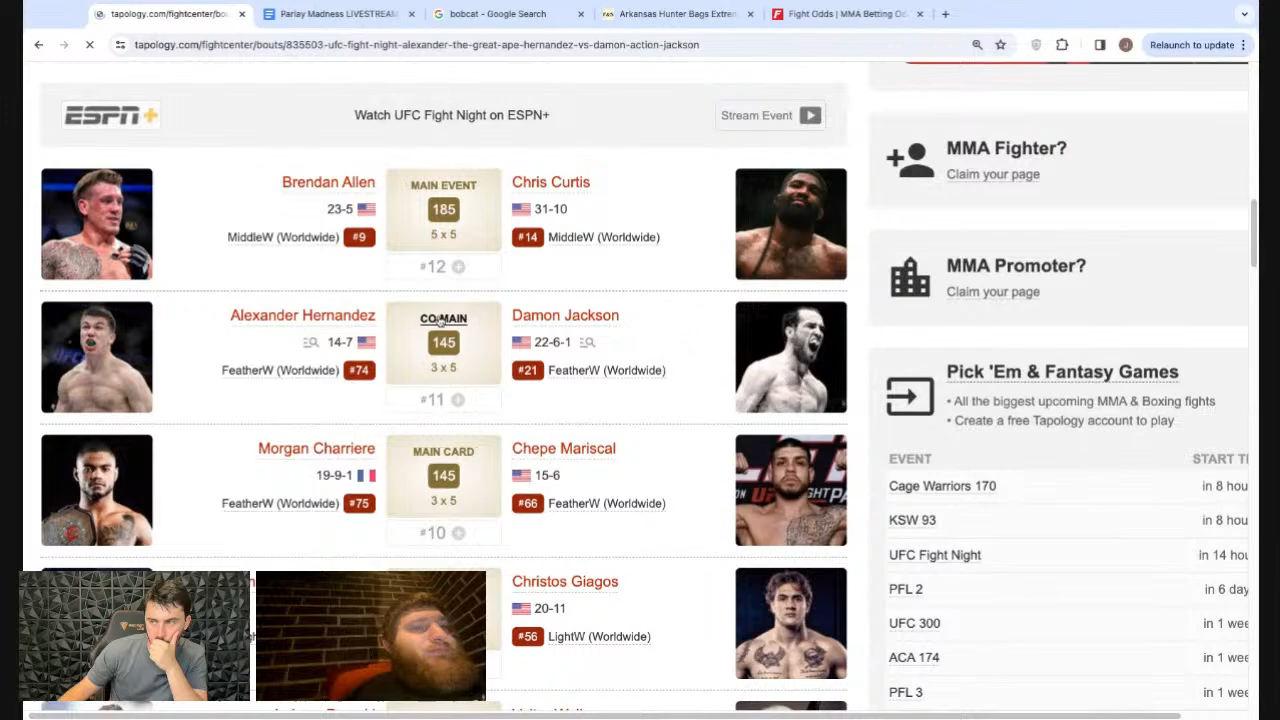 tapology.com/fightcenter/bo
Parlay Madness LIVESTREAM
bobcat - Google Search
Arkansas Hunter Bags Extrem
Fight Odds | MMA Betting Od
tapology.com/fightcenter/bouts/835503-ufc-fight-night-alexander-the-great-ape-hernandez-vs-damon-action-jackson
J
Relaunch to update
ESPN+
Watch UFC Fight Night on ESPN+
Stream Event
Brendan Allen
MAIN EVENT
Chris Curtis
23-5
185
31-10
MiddleW (Worldwide) #9
5 x 5
#14 MiddleW (Worldwide)
#12
Alexander Hernandez
CO-MAIN
Damon Jackson
14-7
145
22-6-1
FeatherW (Worldwide) #74
3 x 5
#21 FeatherW (Worldwide)
#11
Morgan Charriere
MAIN CARD
Chepe Mariscal
19-9-1
145
15-6
FeatherW (Worldwide) #75
3 x 5
#66 FeatherW (Worldwide)
#10
Christos Giagos
20-11
#56 LightW (Worldwide)
MMA Fighter?
Claim your page
MMA Promoter?
Claim your page
Pick 'Em & Fantasy Games
• All the biggest upcoming MMA & Boxing fights
• Create a free Tapology account to play
EVENT
START TI
Cage Warriors 170
in 8 hou
KSW 93
in 8 hou
UFC Fight Night
in 14 hou
PFL 2
in 6 day
UFC 300
in 1 wee
ACA 174
in 1 wee
PFL 3
in 1 wee